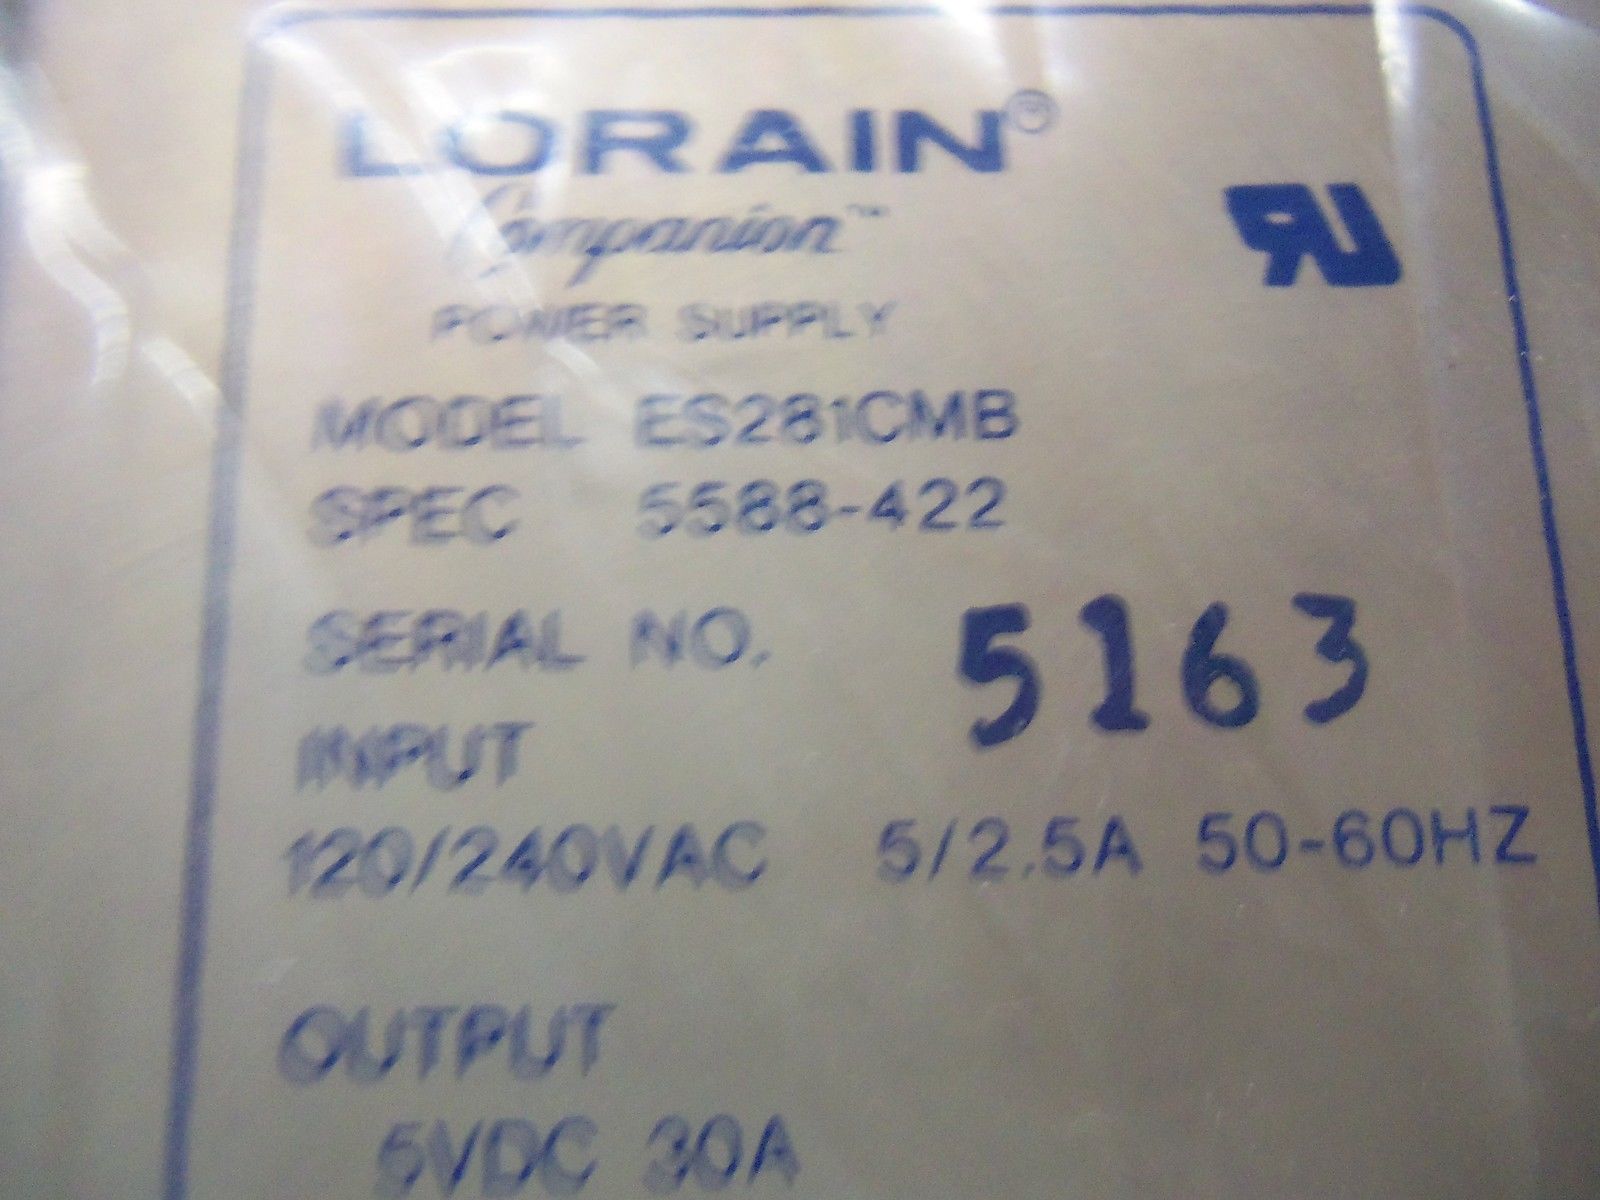 LORAIN®
Companion™
POWER SUPPLY
MODEL ES281CMB
SPEC 5588-422
SERIAL NO. 5163
INPUT
120/240VAC 5/2.5A 50-60HZ
OUTPUT
5VDC 30A